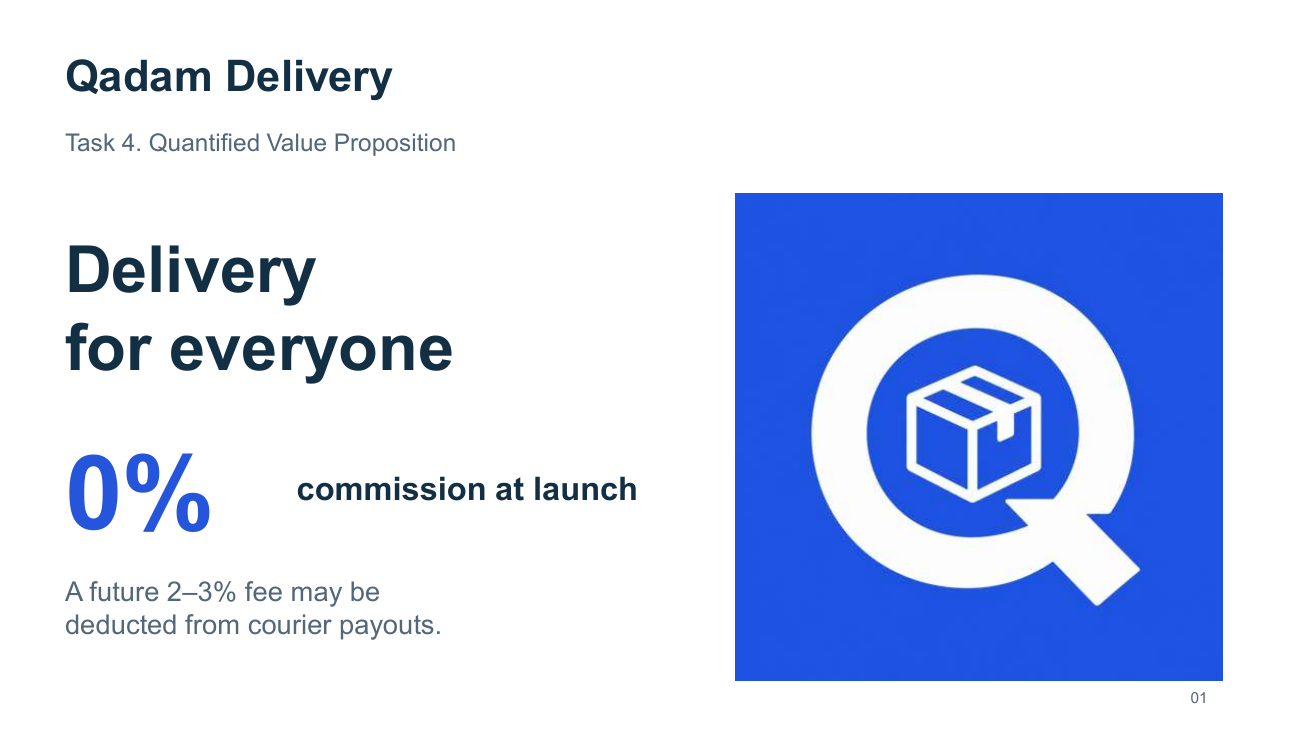 Qadam Delivery
Task 4. Quantified Value Proposition
Delivery
for everyone
0%
commission at launch
A future 2–3% fee may be
deducted from courier payouts.
Q
01